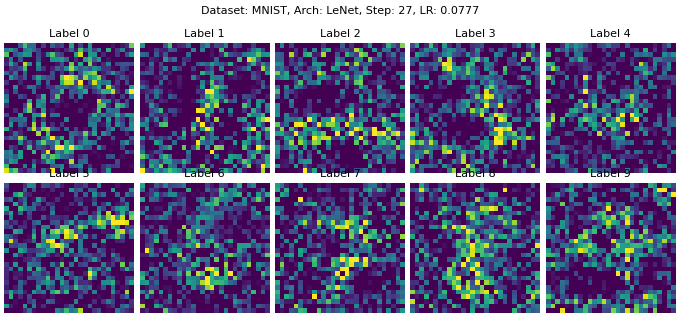 Dataset: MNIST, Arch: LeNet, Step: 27, LR: 0.0777
Label 0
Label 1
Label 2
Label 3
Label 4
Label 5
Label 6
Label 7
Label 8
Label 9